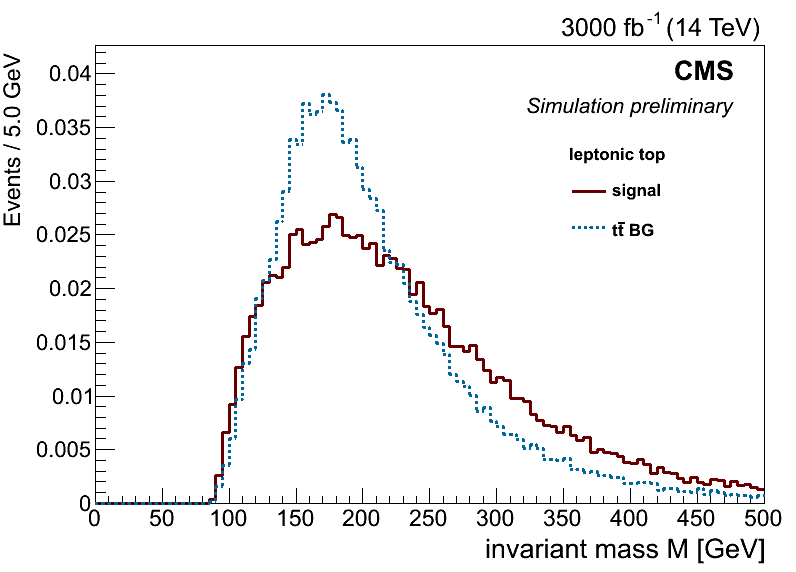 3000 fb⁻¹ (14 TeV)
CMS
Simulation preliminary
leptonic top
signal
tt̄ BG
Events / 5.0 GeV
0.04
0.035
0.03
0.025
0.02
0.015
0.01
0.005
0
0 50 100 150 200 250 300 350 400 450 500
invariant mass M [GeV]